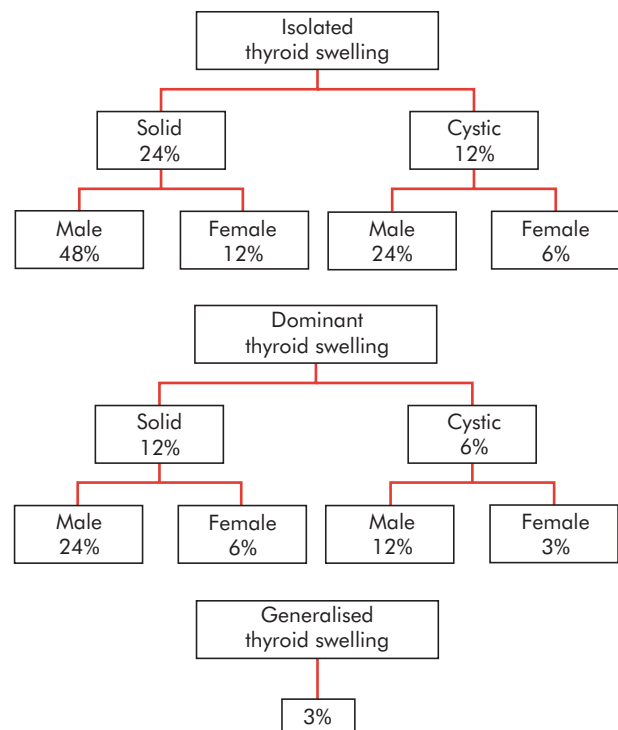 Isolated
thyroid swelling
Solid
24%
Cystic
12%
Male
48%
Female
12%
Male
24%
Female
6%
Dominant
thyroid swelling
Solid
12%
Cystic
6%
Male
24%
Female
6%
Male
12%
Female
3%
Generalised
thyroid swelling
3%